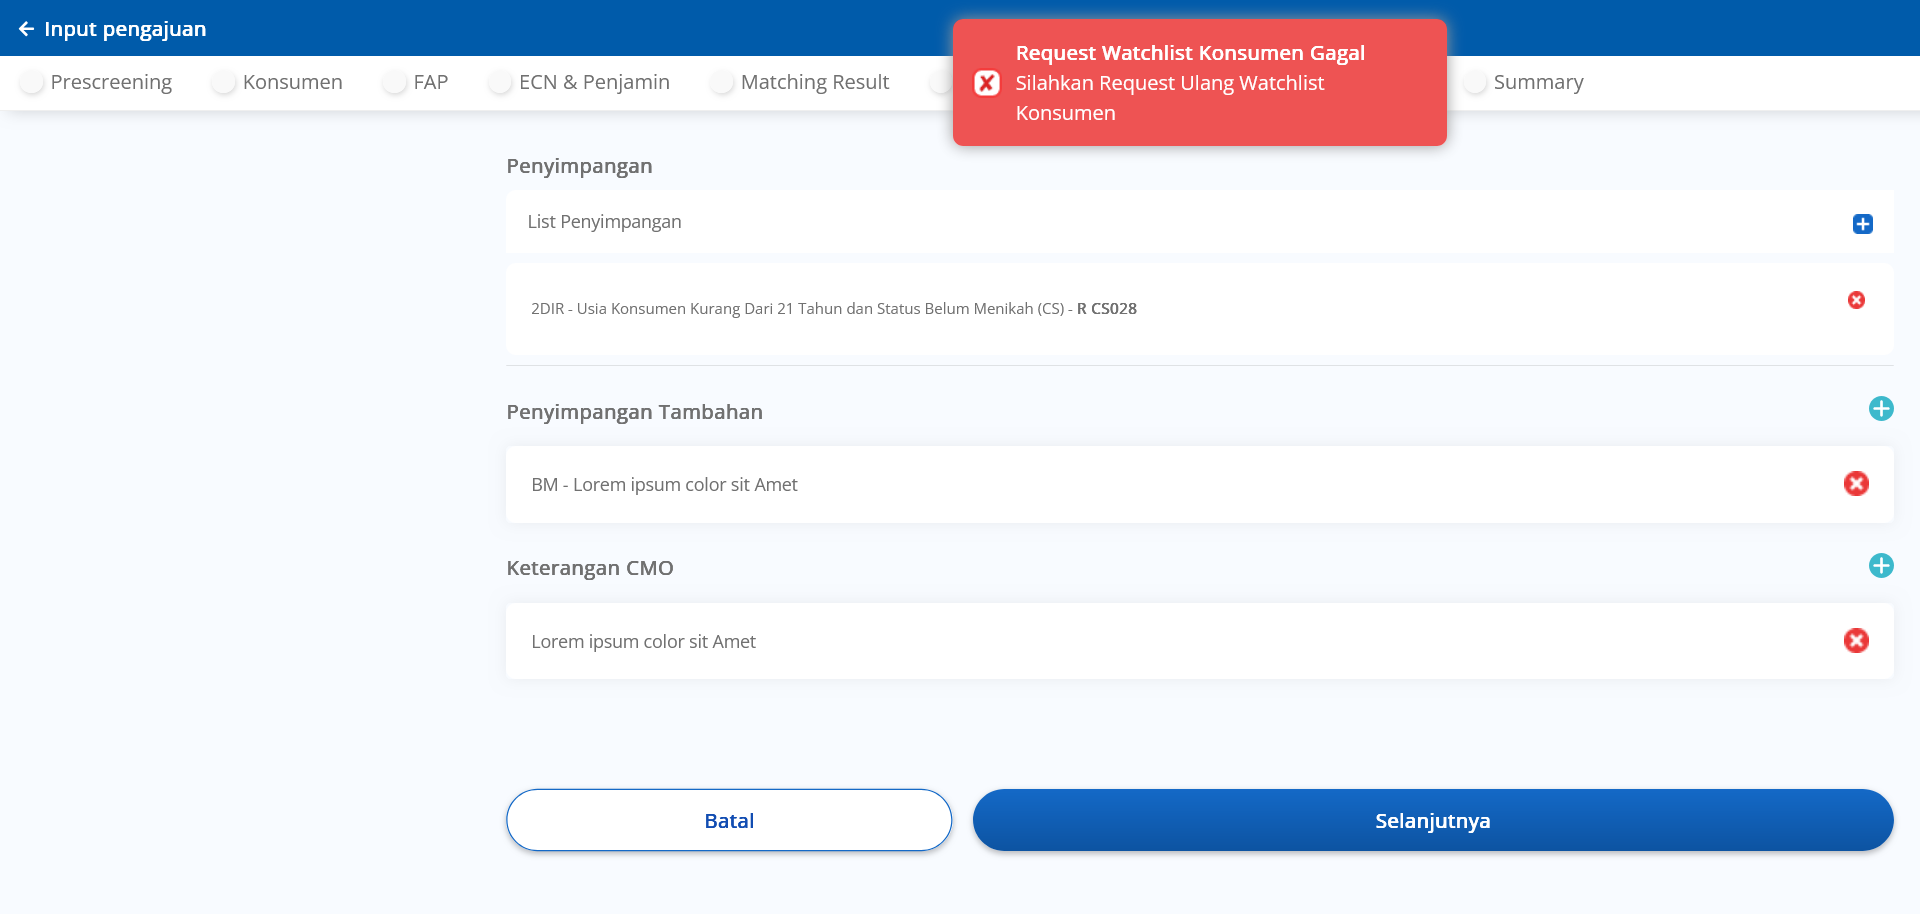 Input pengajuan
Request Watchlist Konsumen Gagal
Silahkan Request Ulang Watchlist
Konsumen
Prescreening
Konsumen
FAP
ECN & Penjamin
Matching Result
Summary
Penyimpangan
List Penyimpangan
2DIR - Usia Konsumen Kurang Dari 21 Tahun dan Status Belum Menikah (CS) - R CS028
Penyimpangan Tambahan
BM - Lorem ipsum color sit Amet
Keterangan CMO
Lorem ipsum color sit Amet
Batal
Selanjutnya